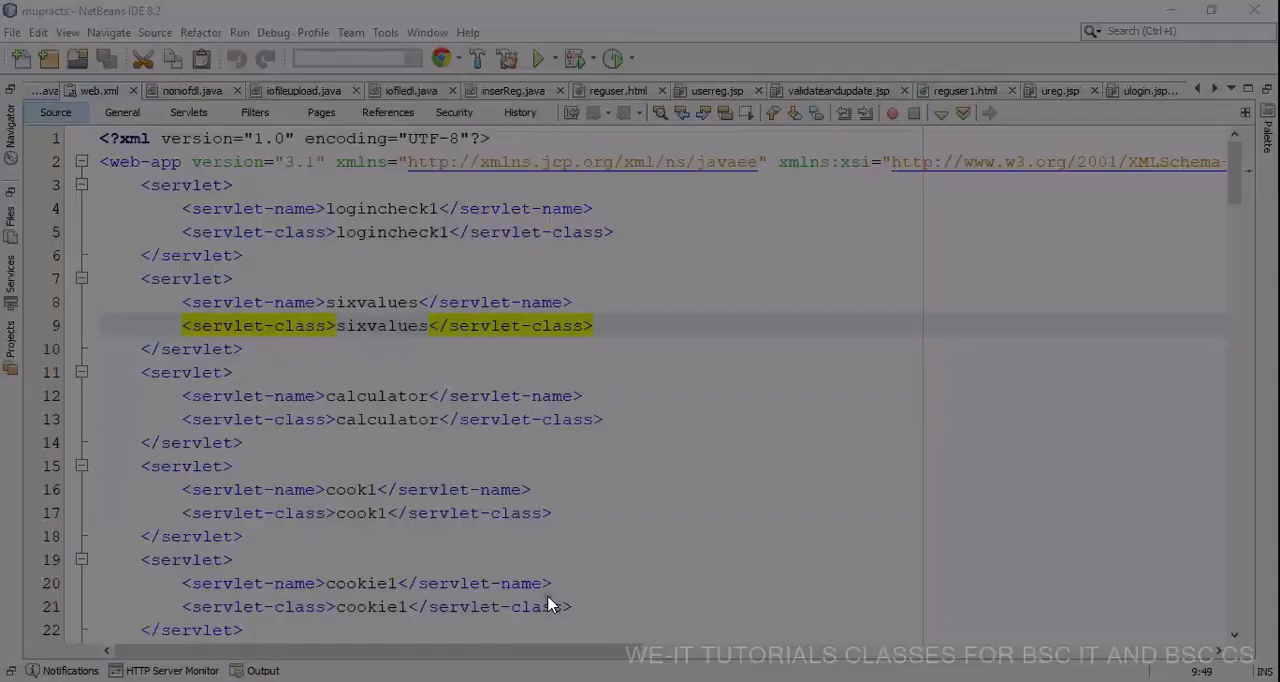 mupracts - NetBeans IDE 8.2
File Edit View Navigate Source Refactor Run Debug Profile Team Tools Window Help
Search (Ctrl+I)
...ava web.xml noniofdl.java iofileupload.java iofiledl.java inserReg.java reguser.html userreg.jsp validateandupdate.jsp reguser1.html ureg.jsp ulogin.jsp...
Source General Servlets Filters Pages References Security History
Navigator
Files
Services
Projects
Palette
1 <?xml version="1.0" encoding="UTF-8"?>
2 <web-app version="3.1" xmlns="http://xmlns.jcp.org/xml/ns/javaee" xmlns:xsi="http://www.w3.org/2001/XMLSchema-
3 <servlet>
4 <servlet-name>logincheck1</servlet-name>
5 <servlet-class>logincheck1</servlet-class>
6 </servlet>
7 <servlet>
8 <servlet-name>sixvalues</servlet-name>
9 <servlet-class>sixvalues</servlet-class>
10 </servlet>
11 <servlet>
12 <servlet-name>calculator</servlet-name>
13 <servlet-class>calculator</servlet-class>
14 </servlet>
15 <servlet>
16 <servlet-name>cook1</servlet-name>
17 <servlet-class>cook1</servlet-class>
18 </servlet>
19 <servlet>
20 <servlet-name>cookie1</servlet-name>
21 <servlet-class>cookie1</servlet-class>
22 </servlet>
WE-IT TUTORIALS CLASSES FOR BSC IT AND BSC CS
Notifications HTTP Server Monitor Output
9:49 INS